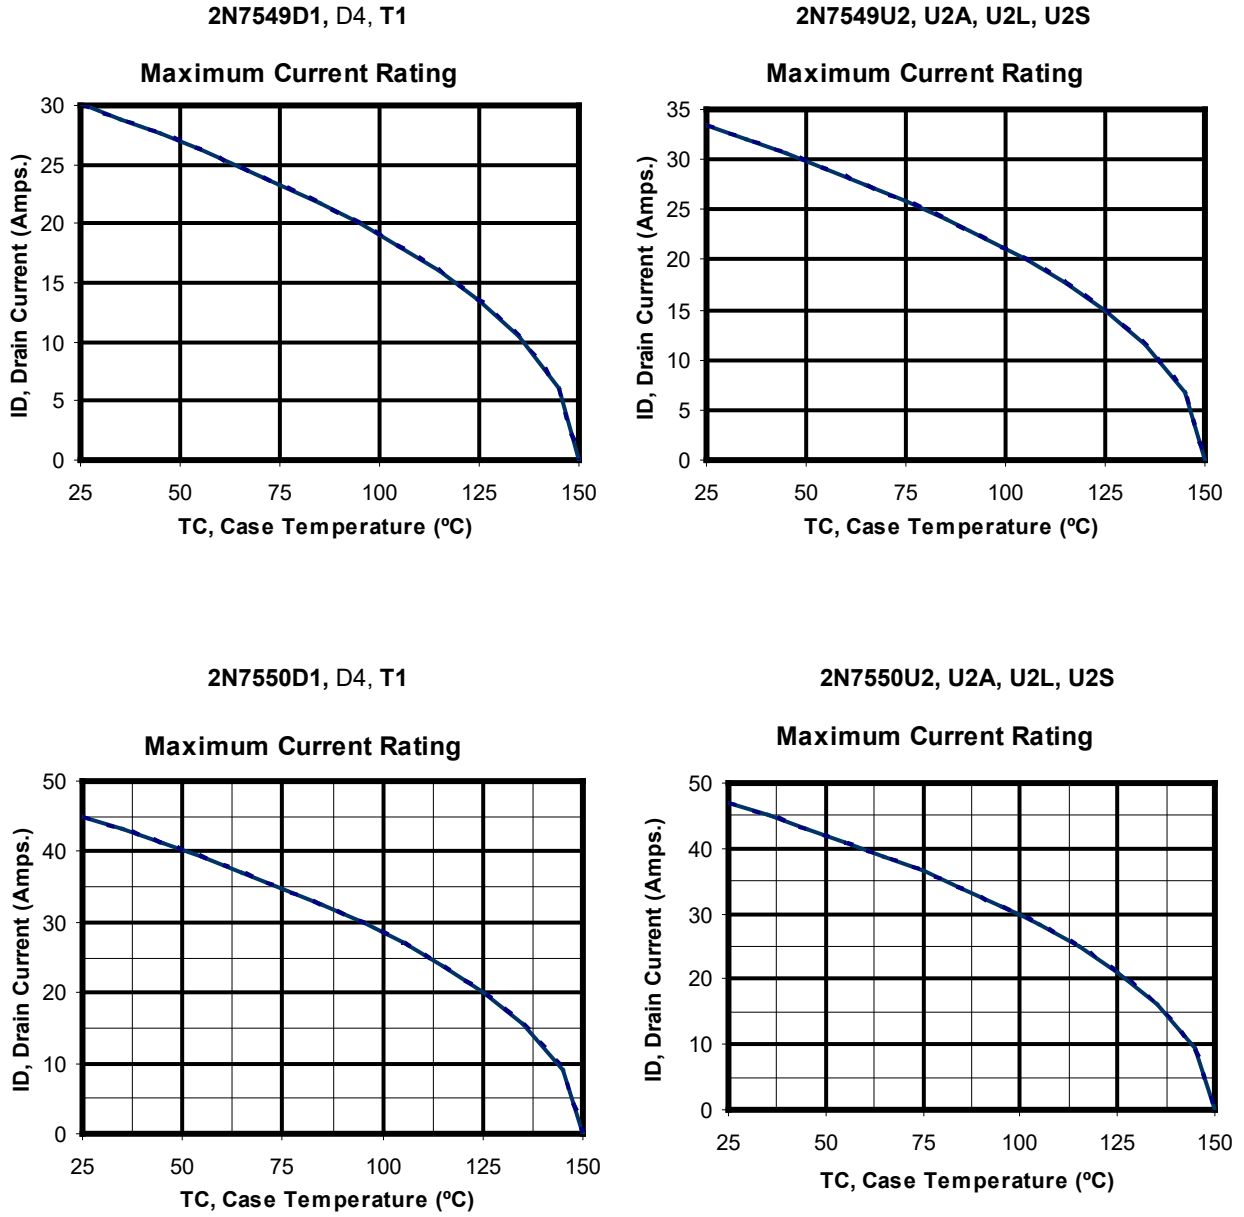 2N7549D1, D4, T1
Maximum Current Rating
30
25
20
15
10
5
0
25 50 75 100 125 150
ID, Drain Current (Amps.)
TC, Case Temperature (ºC)
2N7549U2, U2A, U2L, U2S
Maximum Current Rating
35
30
25
20
15
10
5
0
25 50 75 100 125 150
ID, Drain Current (Amps.)
TC, Case Temperature (ºC)
2N7550D1, D4, T1
Maximum Current Rating
50
40
30
20
10
0
25 50 75 100 125 150
ID, Drain Current (Amps.)
TC, Case Temperature (ºC)
2N7550U2, U2A, U2L, U2S
Maximum Current Rating
50
40
30
20
10
0
25 50 75 100 125 150
ID, Drain Current (Amps.)
TC, Case Temperature (ºC)